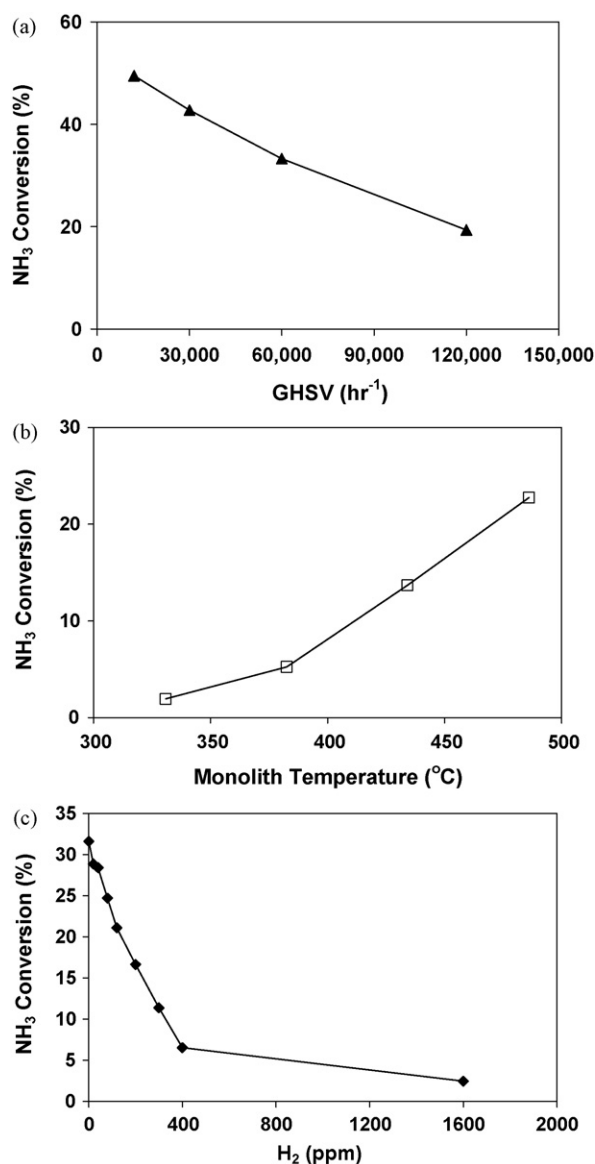 (a)
60
40
20
0
NH3 Conversion (%)
0 30,000 60,000 90,000 120,000 150,000
GHSV (hr-1)
(b)
30
20
10
0
NH3 Conversion (%)
300 350 400 450 500
Monolith Temperature (oC)
(c)
35
30
25
20
15
10
5
0
NH3 Conversion (%)
0 400 800 1200 1600 2000
H2 (ppm)